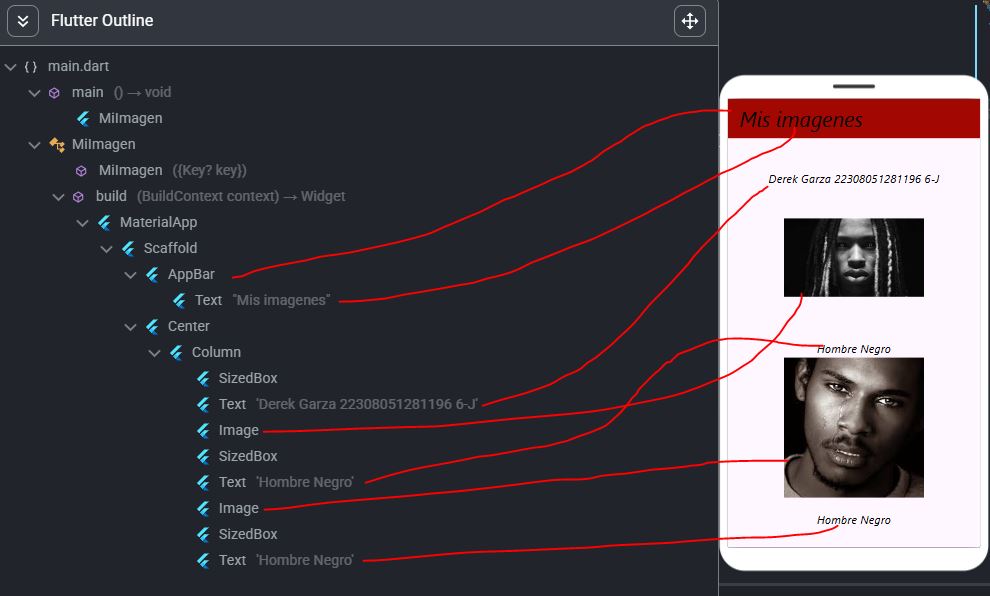 Flutter Outline
main.dart
main () → void
MiImagen
MiImagen
MiImagen ({Key? key})
build (BuildContext context) → Widget
MaterialApp
Scaffold
AppBar
Text "Mis imagenes"
Center
Column
SizedBox
Text 'Derek Garza 22308051281196 6-J'
Image
SizedBox
Text 'Hombre Negro'
Image
SizedBox
Text 'Hombre Negro'
Mis imagenes
Derek Garza 22308051281196 6-J
Hombre Negro
Hombre Negro